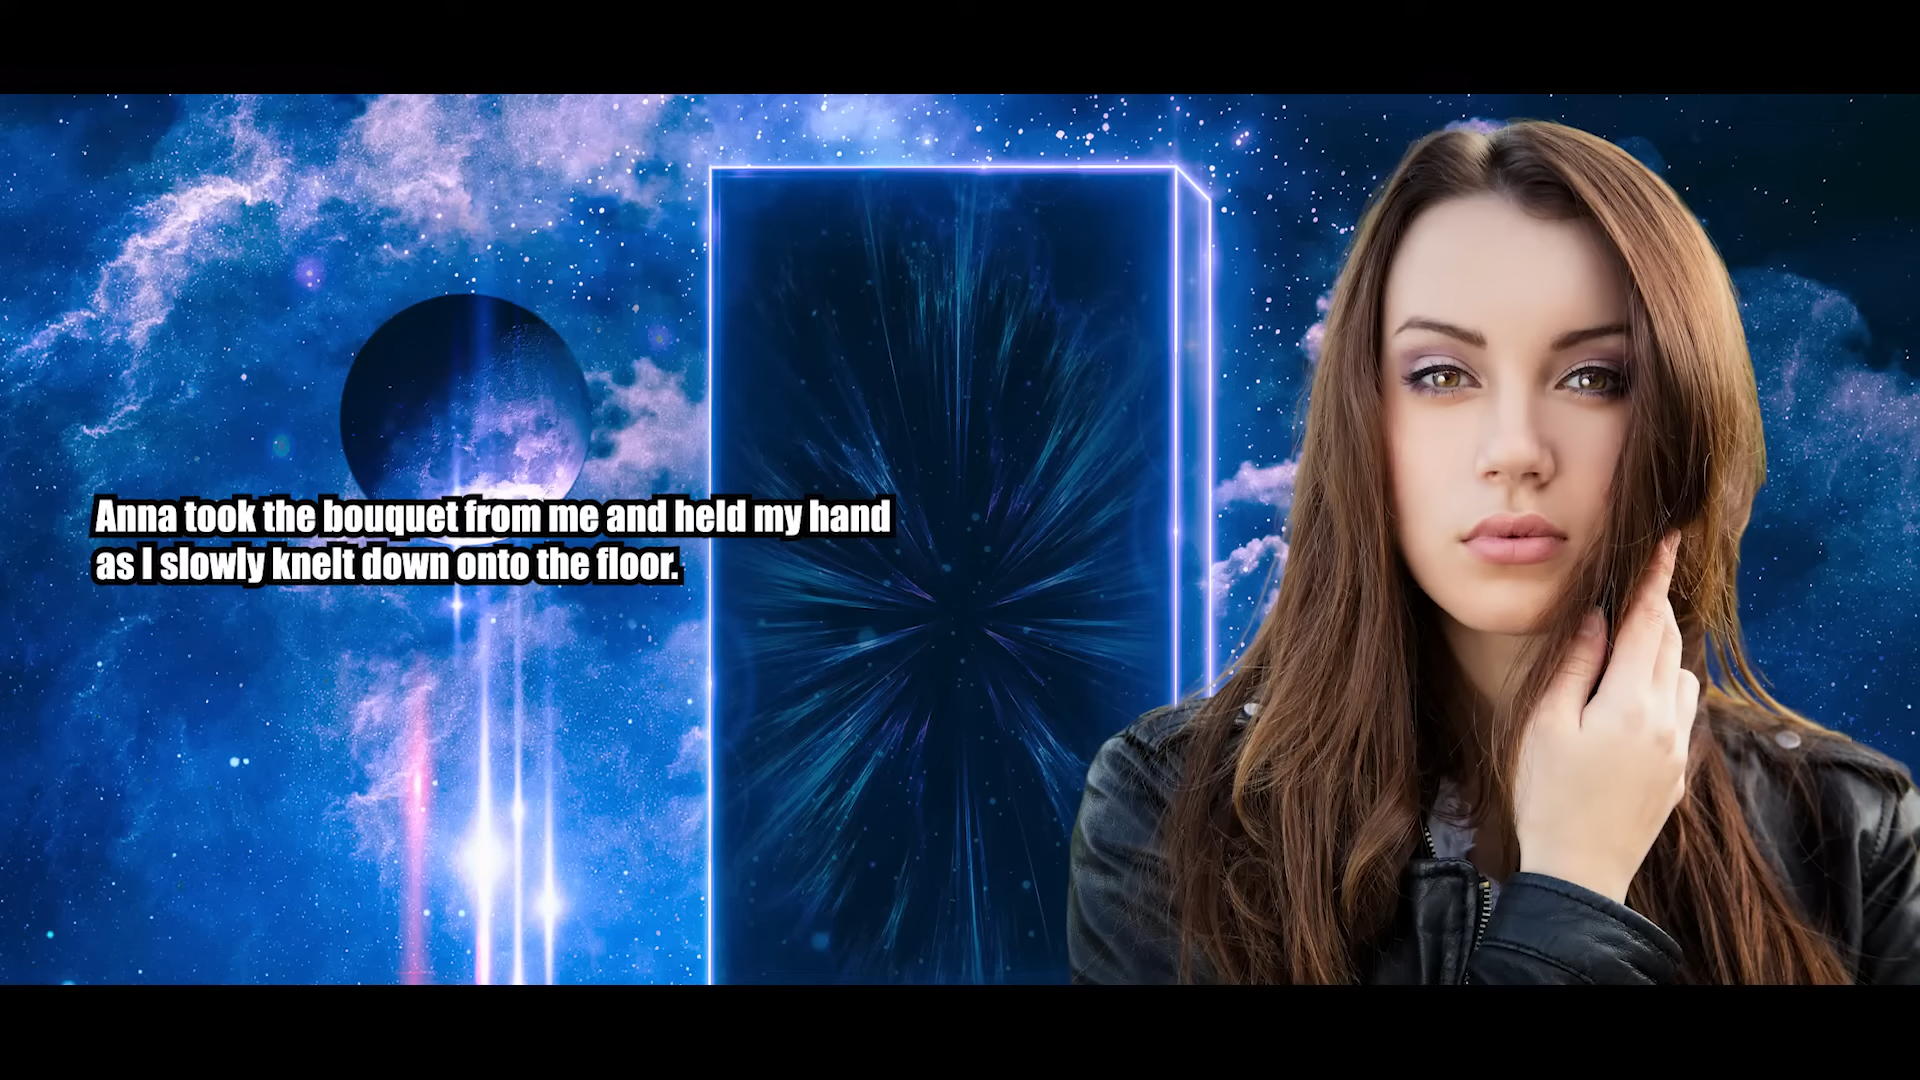 Anna took the bouquet from me and held my hand
as I slowly knelt down onto the floor.